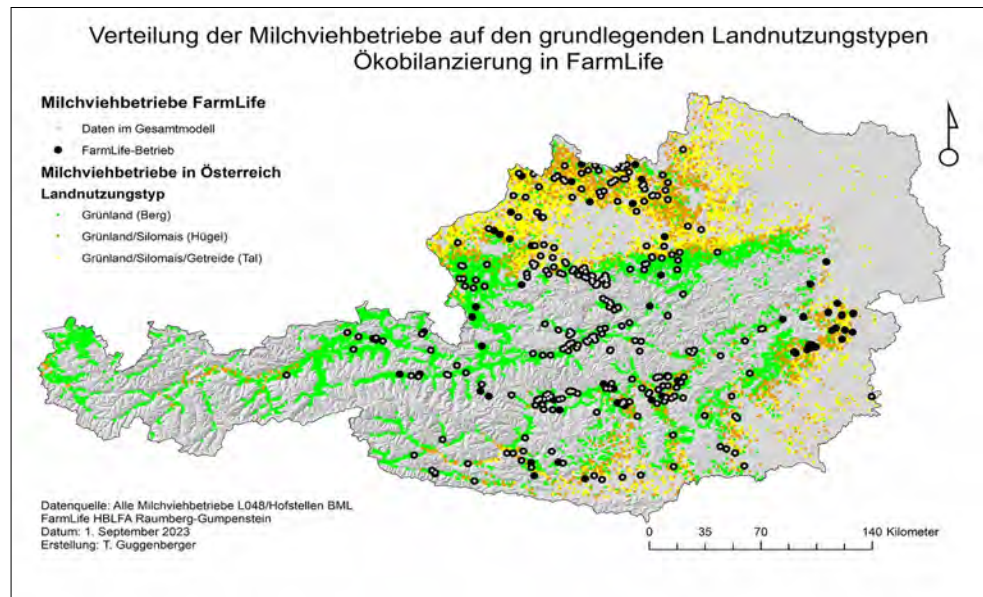 Verteilung der Milchviehbetriebe auf den grundlegenden Landnutzungstypen
Ökobilanzierung in FarmLife
Milchviehbetriebe FarmLife
Daten im Gesamtmodell
FarmLife-Betrieb
Milchviehbetriebe in Österreich
Landnutzungstyp
Grünland (Berg)
Grünland/Silomais (Hügel)
Grünland/Silomais/Getreide (Tal)
Datenquelle: Alle Milchviehbetriebe L048/Hofstellen BML
FarmLife HBLFA Raumberg-Gumpenstein
Datum: 1. September 2023
Erstellung: T. Guggenberger
0 35 70 140 Kilometer